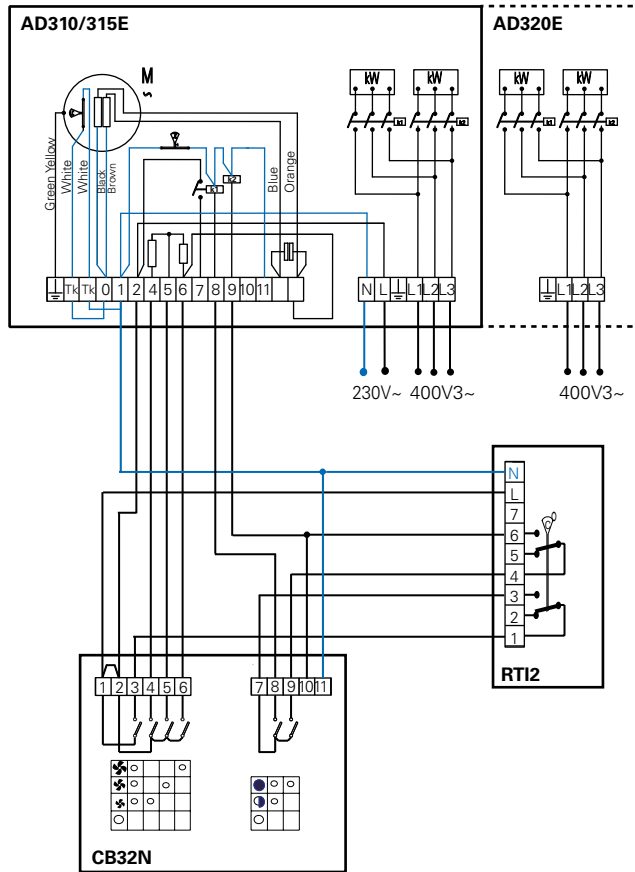 AD310/315E
AD320E
M
~
kW
kW
kW
kW
k1
k2
k1
k2
Green Yellow
White
White
Black
Brown
k1
k2
Blue
Orange
Tk Tk 0 1 2 4 5 6 7 8 9 10 11
N L L1 L2 L3
L1 L2 L3
230V~ 400V3~
400V3~
N
L
7
6
5
4
3
2
1
RTI2
1 2 3 4 5 6
7 8 9 10 11
CB32N